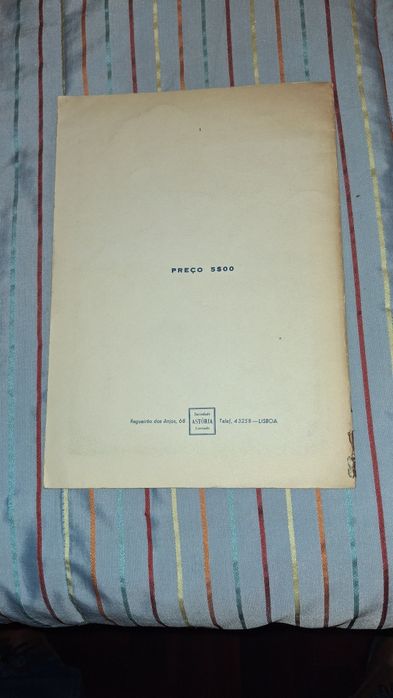 PREÇO 5$00
Regueirão dos Anjos, 68
Sociedade
ASTÓRIA
Limitada
Telef. 43258 — LISBOA